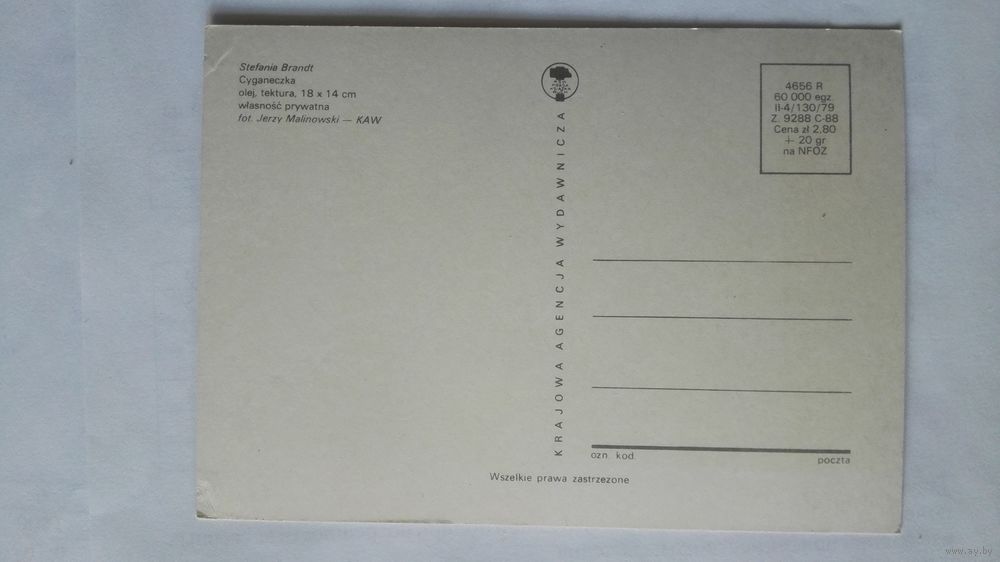 Stefania Brandt
Cyganeczka
olej, tektura, 18 x 14 cm
własność prywatna
fot. Jerzy Malinowski — KAW
KRAJOWA AGENCJA WYDAWNICZA
4656 R
60 000 egz.
II-4/130/79
Z. 9288 C-88
Cena zł 2,80
+ 20 gr
na NFOZ
ozn. kod.
poczta
Wszelkie prawa zastrzezone
www.ay.by